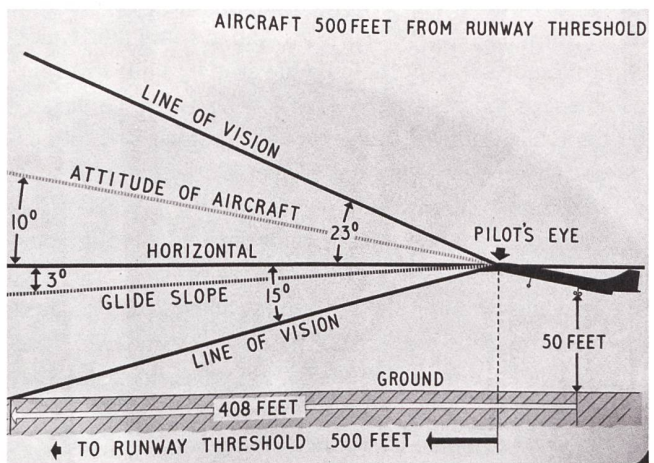 AIRCRAFT 500 FEET FROM RUNWAY THRESHOLD
LINE OF VISION
ATTITUDE OF AIRCRAFT
10°
23°
PILOT'S EYE
HORIZONTAL
3°
GLIDE SLOPE
15°
LINE OF VISION
50 FEET
GROUND
408 FEET
TO RUNWAY THRESHOLD 500 FEET